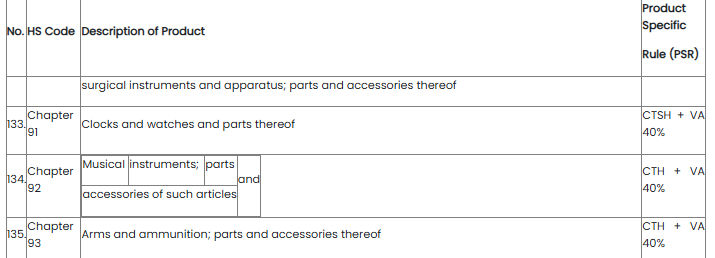 Product
Specific
No. HS Code Description of Product
Rule (PSR)
surgical instruments and apparatus; parts and accessories thereof
133. Chapter 91 Clocks and watches and parts thereof CTSH + VA 40%
134. Chapter 92 Musical instruments; parts and accessories of such articles CTH + VA 40%
135. Chapter 93 Arms and ammunition; parts and accessories thereof CTH + VA 40%